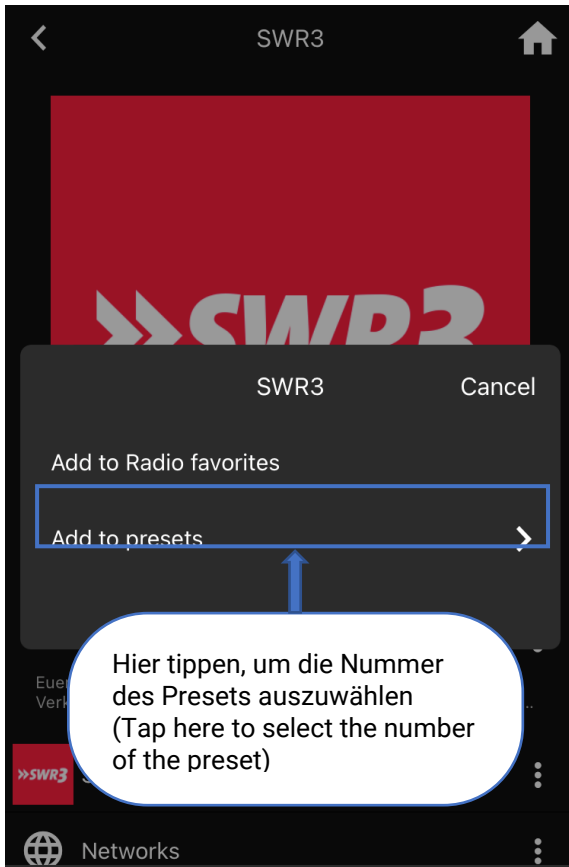 SWR3
»SWR3
SWR3 Cancel
Add to Radio favorites
Add to presets
Hier tippen, um die Nummer
des Presets auszuwählen
(Tap here to select the number
of the preset)
»SWR3
Networks